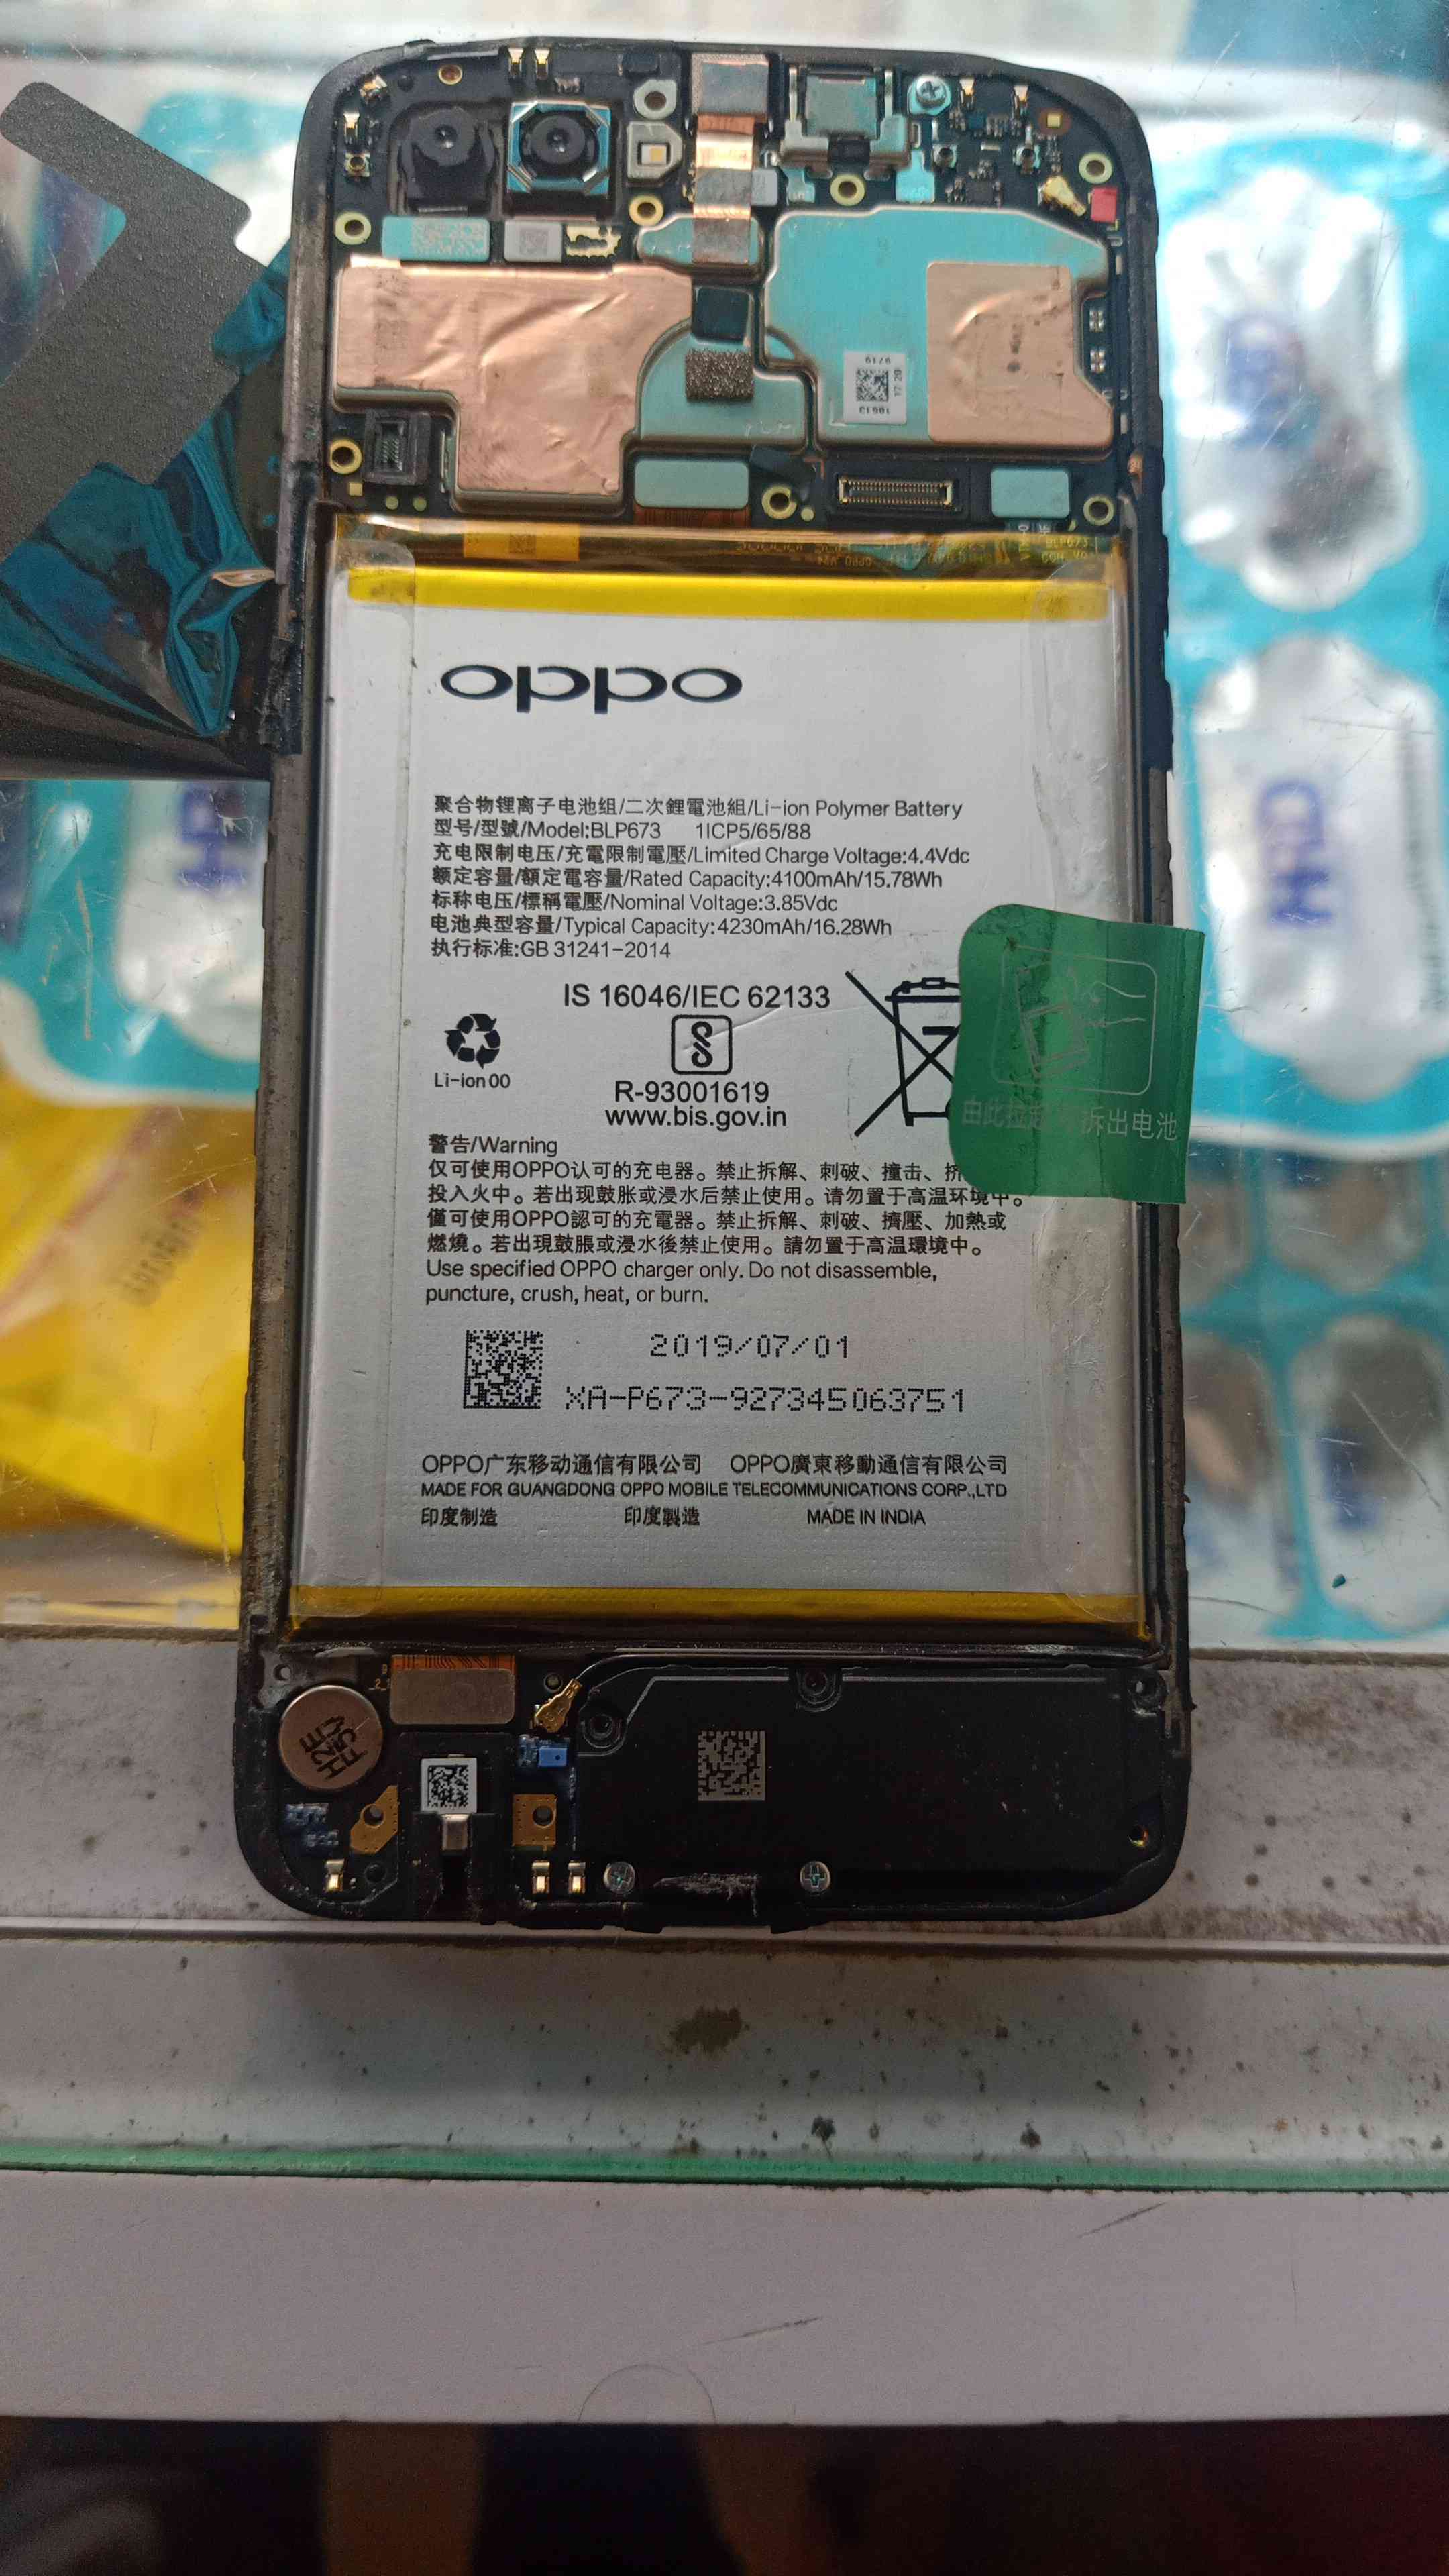 oppo
聚合物锂离子电池组/二次鋰電池組/Li-ion Polymer Battery
型号/型號/Model:BLP673 1ICP5/65/88
充电限制电压/充電限制電壓/Limited Charge Voltage:4.4Vdc
额定容量/額定電容量/Rated Capacity:4100mAh/15.78Wh
标称电压/標稱電壓/Nominal Voltage:3.85Vdc
电池典型容量/Typical Capacity:4230mAh/16.28Wh
执行标准:GB 31241-2014
IS 16046/IEC 62133
Li-ion 00
R-93001619
www.bis.gov.in
由此拉起 拆出电池
警告/Warning
仅可使用OPPO认可的充电器。禁止拆解、刺破、撞击、挤
投入火中。若出现鼓胀或浸水后禁止使用。请勿置于高温环境中。
僅可使用OPPO認可的充電器。禁止拆解、刺破、擠壓、加熱或
燃燒。若出現鼓脹或浸水後禁止使用。請勿置于高溫環境中。
Use specified OPPO charger only. Do not disassemble,
puncture, crush, heat, or burn.
2019/07/01
XA-P673-927345063751
OPPO广东移动通信有限公司 OPPO廣東移動通信有限公司
MADE FOR GUANGDONG OPPO MOBILE TELECOMMUNICATIONS CORP.,LTD
印度制造 印度製造 MADE IN INDIA